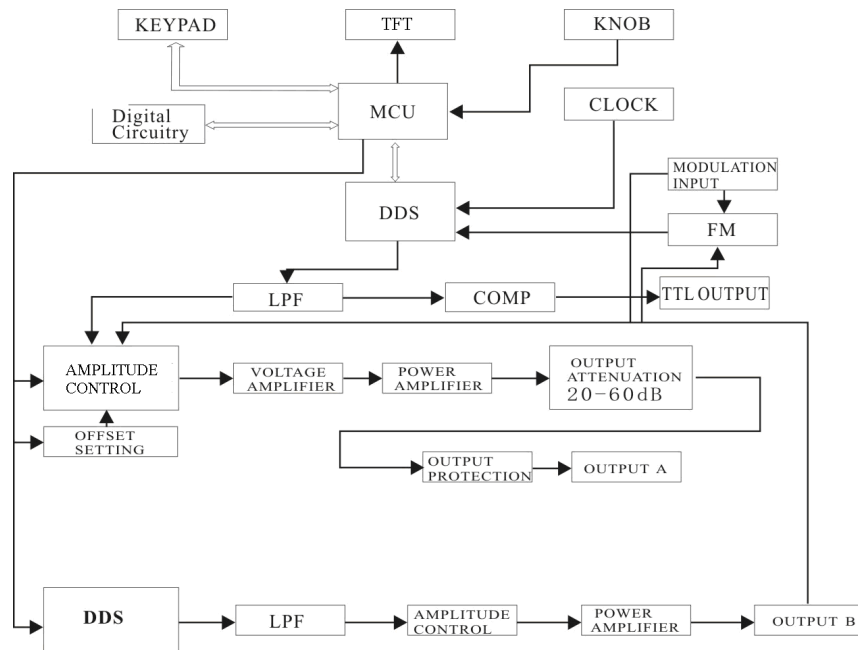 KEYPAD
TFT
KNOB
MCU
CLOCK
Digital
Circuitry
MODULATION
INPUT
DDS
FM
LPF
COMP
TTL OUTPUT
AMPLITUDE
CONTROL
VOLTAGE
AMPLIFIER
POWER
AMPLIFIER
OUTPUT
ATTENUATION
20-60dB
OFFSET
SETTING
OUTPUT
PROTECTION
OUTPUT A
DDS
LPF
AMPLITUDE
CONTROL
POWER
AMPLIFIER
OUTPUT B